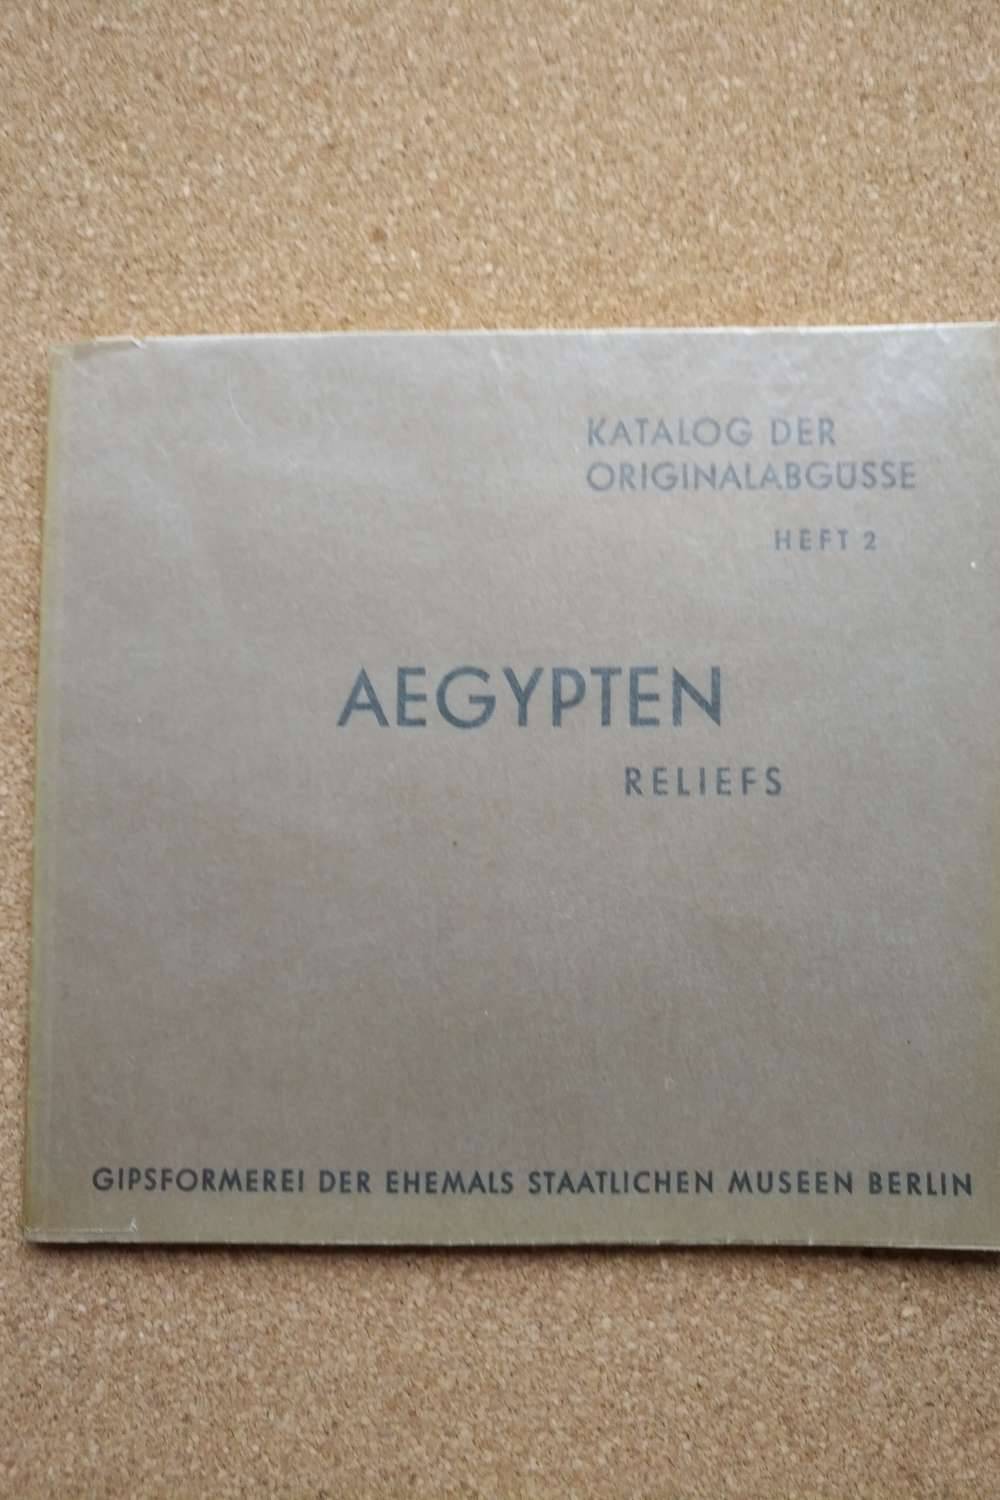 KATALOG DER
ORIGINALABGÜSSE
HEFT 2
AEGYPTEN
RELIEFS
GIPSFORMEREI DER EHEMALS STAATLICHEN MUSEEN BERLIN